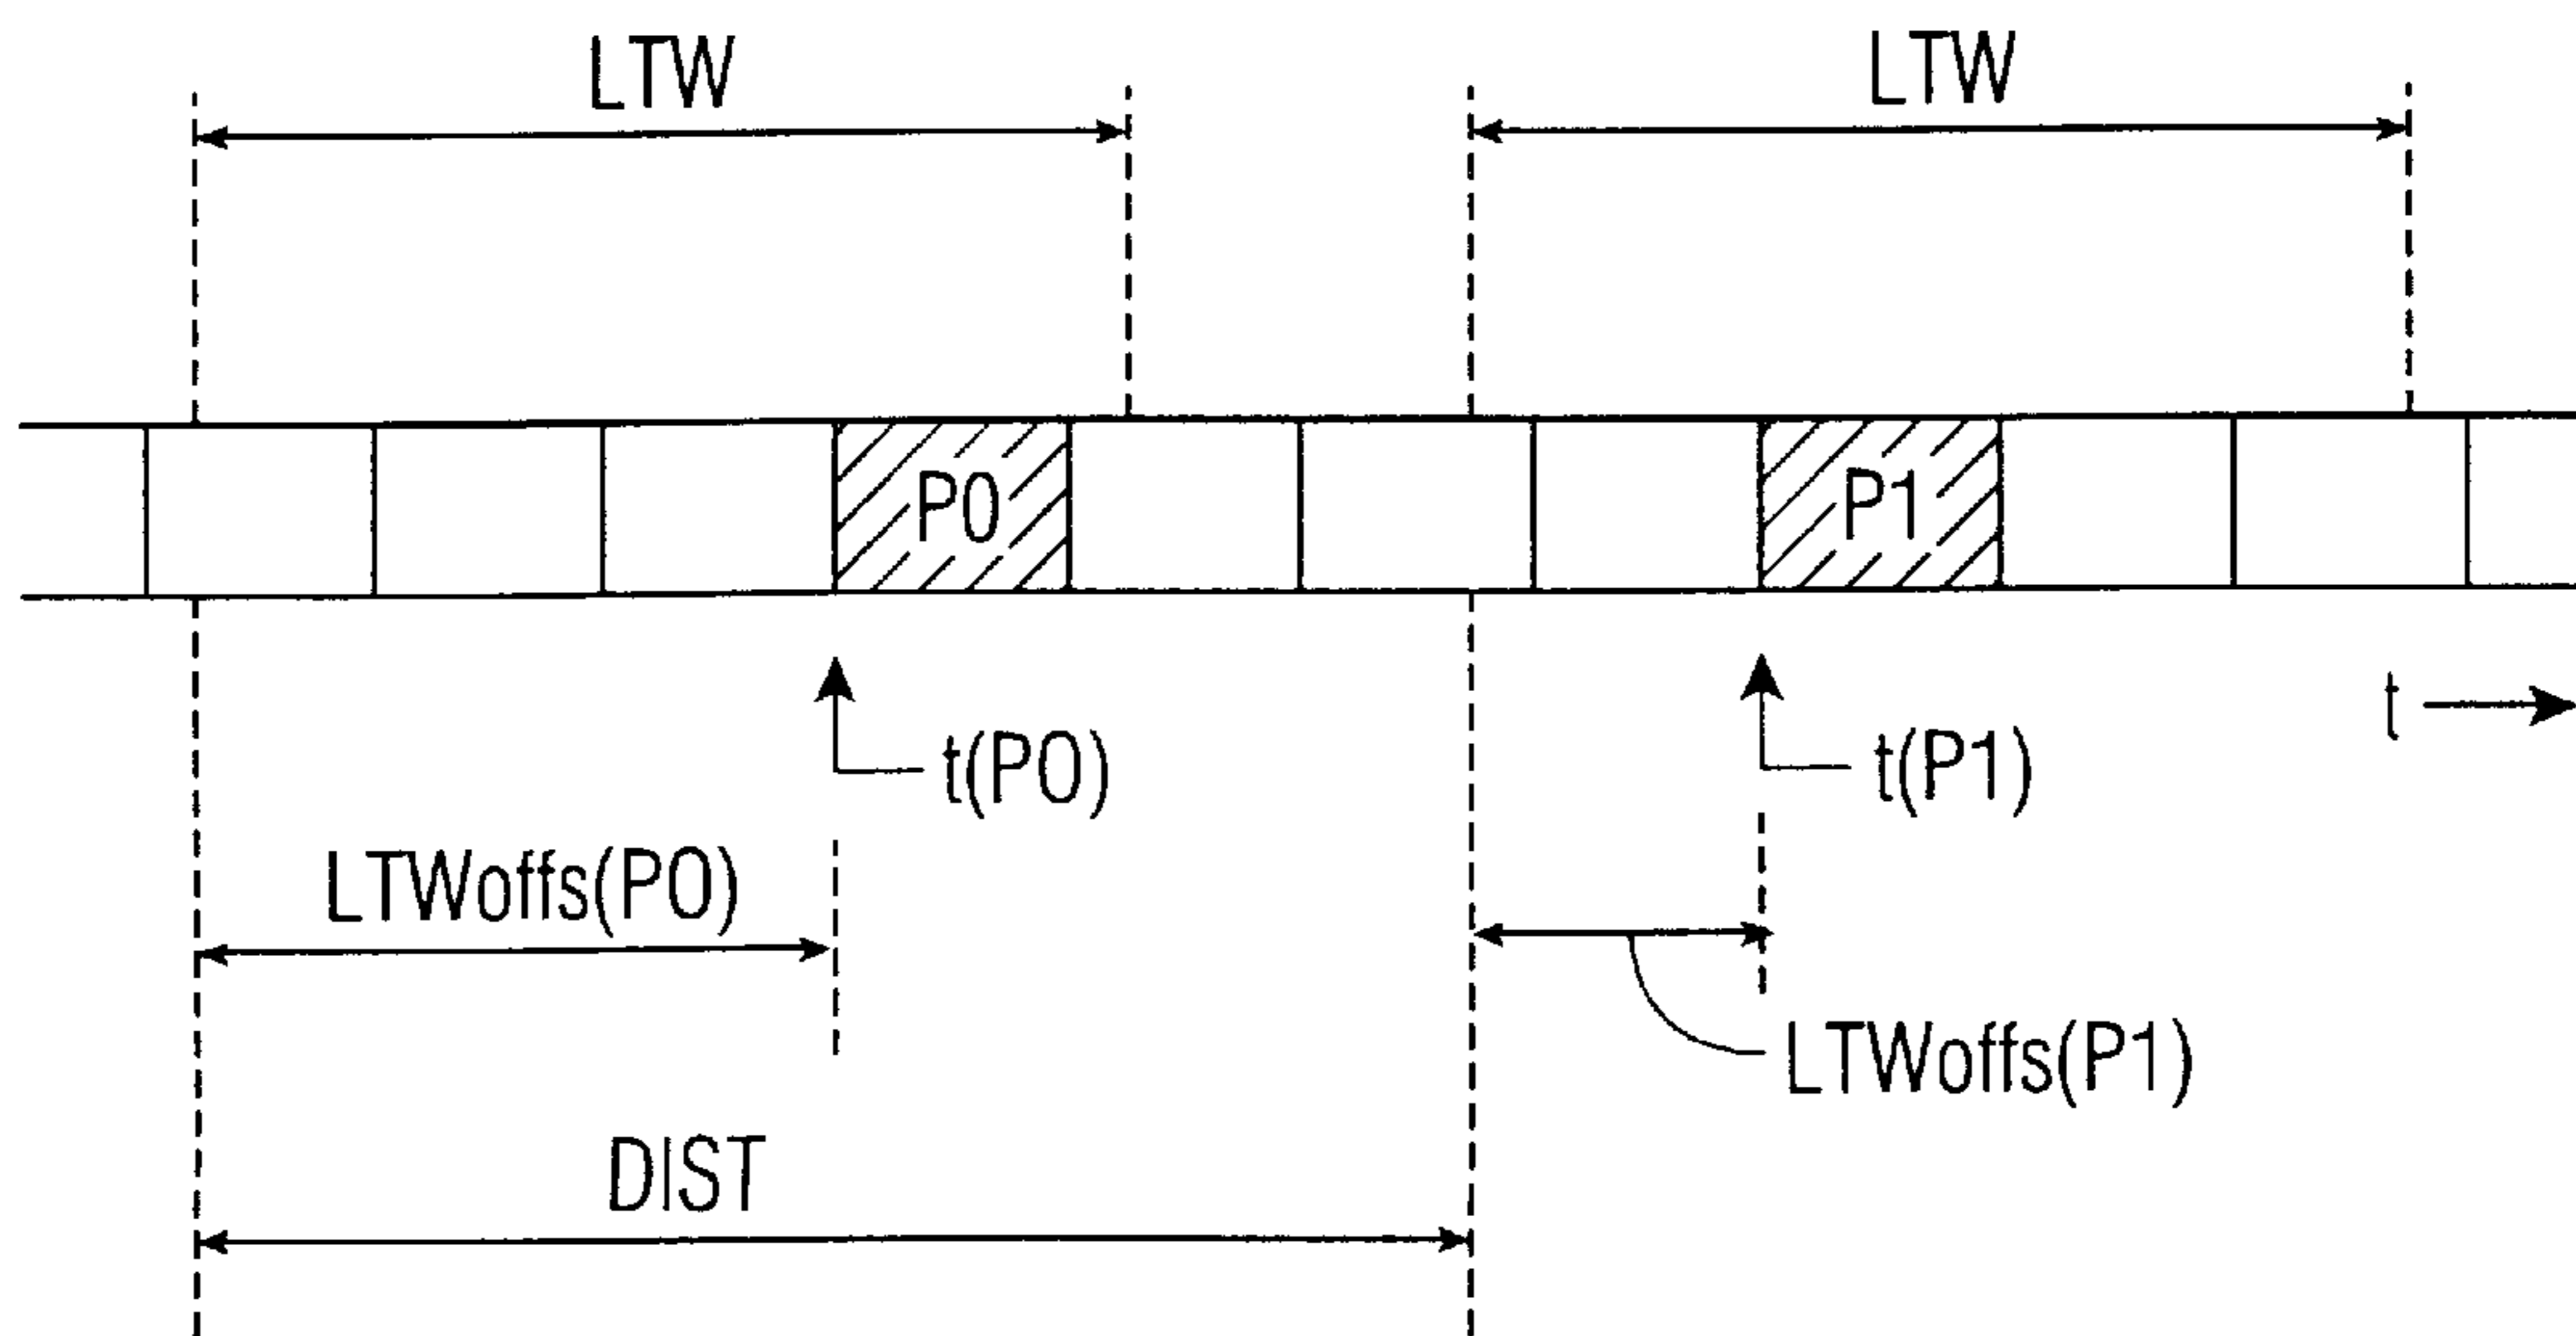 LTW
LTW
P0
P1
t
t(P0)
t(P1)
LTWoffs(P0)
LTWoffs(P1)
DIST